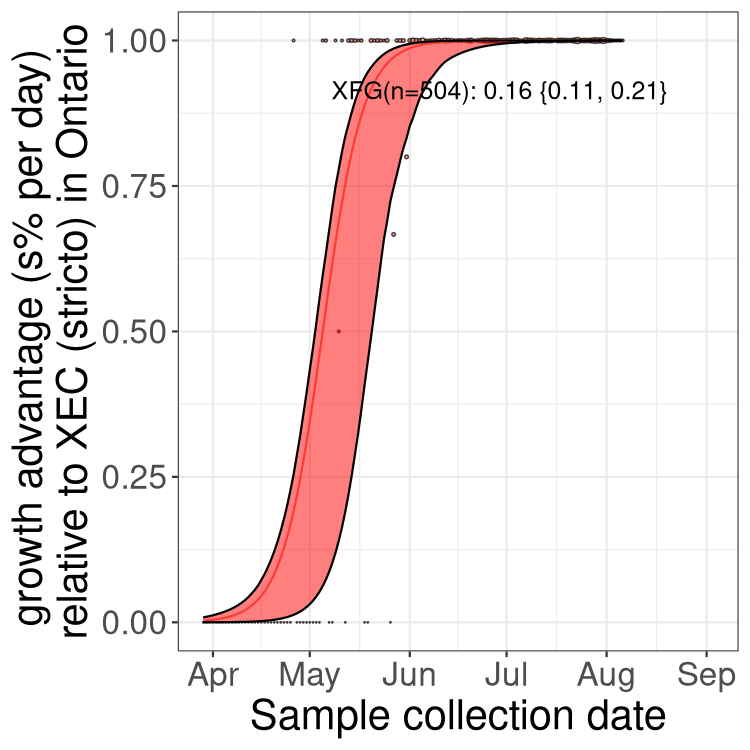 growth advantage (s% per day)
relative to XEC (stricto) in Ontario
1.00
0.75
0.50
0.25
0.00
XFG(n=504): 0.16 {0.11, 0.21}
Apr May Jun Jul Aug Sep
Sample collection date